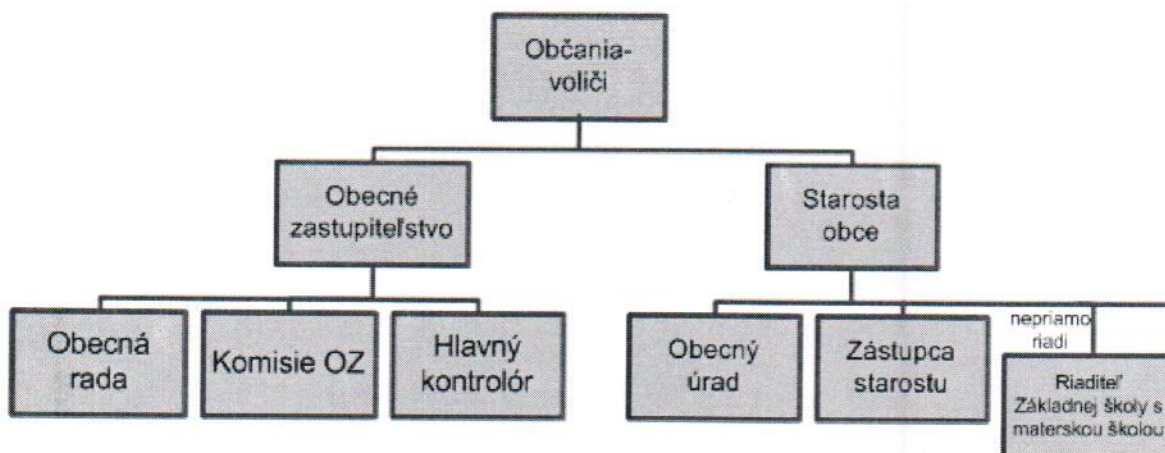 Občania-
voliči
Obecné
zastupiteľstvo
Starosta
obce
Obecná
rada
Komisie OZ
Hlavný
kontrolór
Obecný
úrad
Zástupca
starostu
nepriamo
riadi
Riaditeľ
Základnej školy s
materskou školou